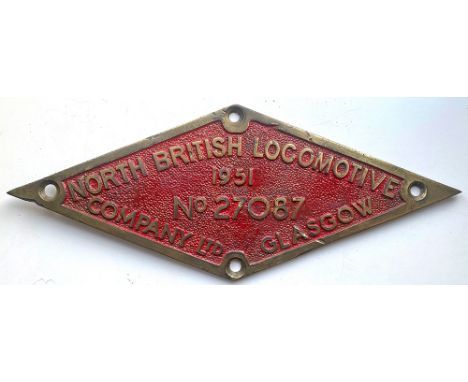 NORTH BRITISH LOCOMOTIVE
1951
No 27087
COMPANY LTD GLASGOW